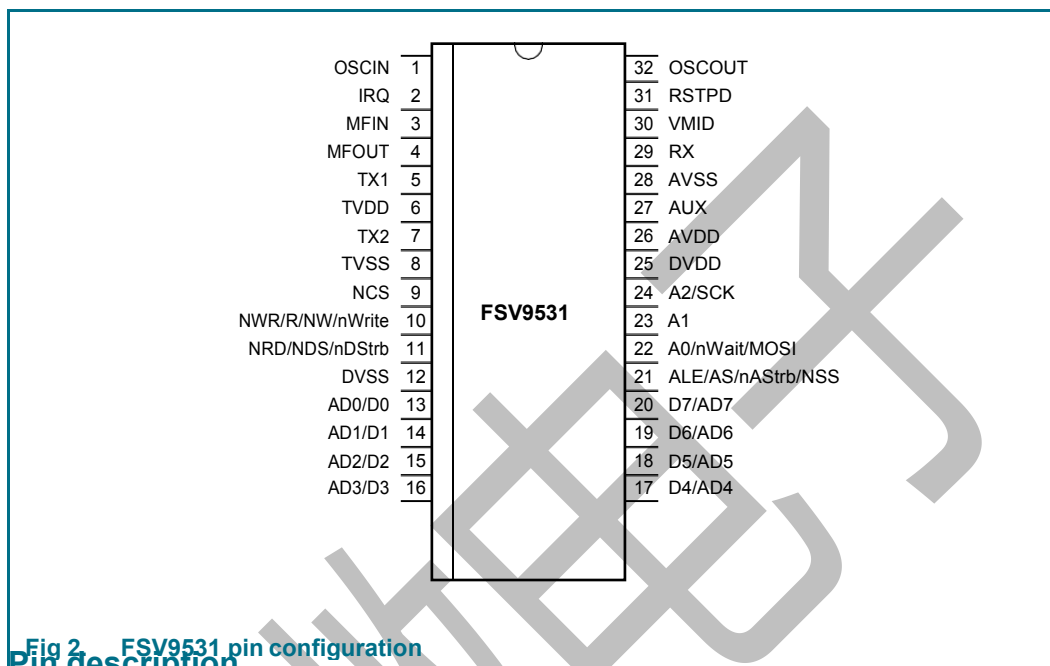 OSCIN 1 32 OSCOUT
IRQ 2 31 RSTPD
MFIN 3 30 VMID
MFOUT 4 29 RX
TX1 5 28 AVSS
TVDD 6 27 AUX
TX2 7 26 AVDD
TVSS 8 25 DVDD
NCS 9 24 A2/SCK
FSV9531
NWR/R/NW/nWrite 10 23 A1
NRD/NDS/nDStrb 11 22 A0/nWait/MOSI
DVSS 12 21 ALE/AS/nAStrb/NSS
AD0/D0 13 20 D7/AD7
AD1/D1 14 19 D6/AD6
AD2/D2 15 18 D5/AD5
AD3/D3 16 17 D4/AD4
Fig 2. FSV9531 pin configuration
Pin description
电子